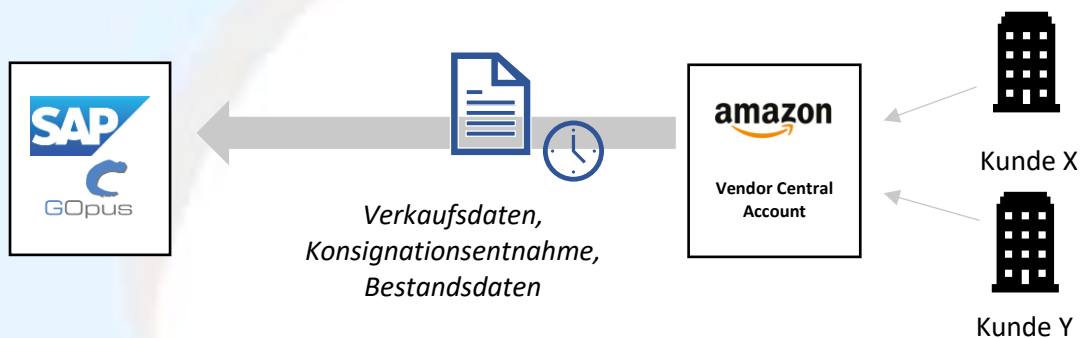 SAP
GOpus
Verkaufsdaten,
Konsignationsentnahme,
Bestandsdaten
amazon
Vendor Central
Account
Kunde X
Kunde Y